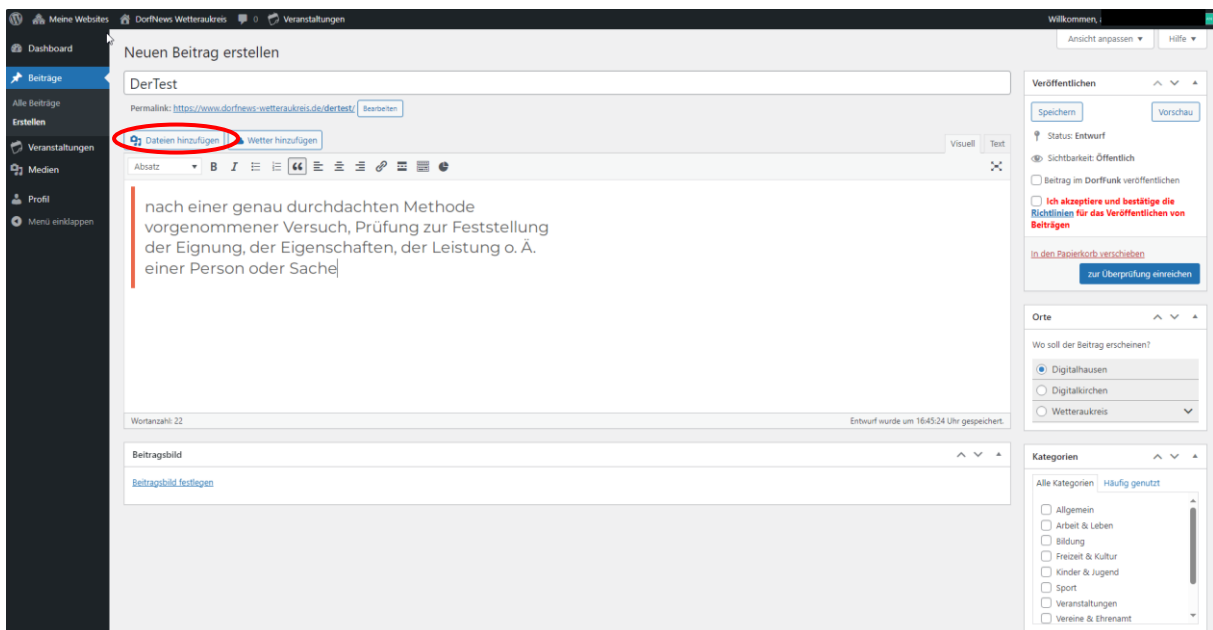 Meine Websites DorfNews Wetteraukreis 0 Veranstaltungen Willkommen,
Dashboard
Beiträge
Alle Beiträge
Erstellen
Veranstaltungen
Medien
Profil
Menü einklappen
Ansicht anpassen Hilfe
Neuen Beitrag erstellen
DerTest
Permalink: https://www.dorfnews-wetteraukreis.de/dertest/ Bearbeiten
Dateien hinzufügen Wetter hinzufügen
Visuell Text
Absatz B I
nach einer genau durchdachten Methode
vorgenommener Versuch, Prüfung zur Feststellung
der Eignung, der Eigenschaften, der Leistung o. Ä.
einer Person oder Sache
Wortanzahl: 22 Entwurf wurde um 16:45:24 Uhr gespeichert.
Beitragsbild
Beitragsbild festlegen
Veröffentlichen
Speichern Vorschau
Status: Entwurf
Sichtbarkeit: Öffentlich
Beitrag im DorfFunk veröffentlichen
Ich akzeptiere und bestätige die
Richtlinien für das Veröffentlichen von
Beiträgen
In den Papierkorb verschieben
zur Überprüfung einreichen
Orte
Wo soll der Beitrag erscheinen?
Digitalhausen
Digitalkirchen
Wetteraukreis
Kategorien
Alle Kategorien Häufig genutzt
Allgemein
Arbeit & Leben
Bildung
Freizeit & Kultur
Kinder & Jugend
Sport
Veranstaltungen
Vereine & Ehrenamt